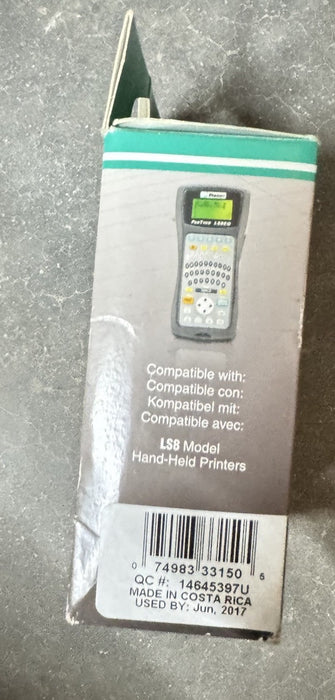 Panduit
PanTher LS8EQ
Compatible with:
Compatible con:
Kompatibel mit:
Compatible avec:
LS8 Model
Hand-Held Printers
0 74983 33150 5
QC #: 14645397U
MADE IN COSTA RICA
USED BY: Jun, 2017